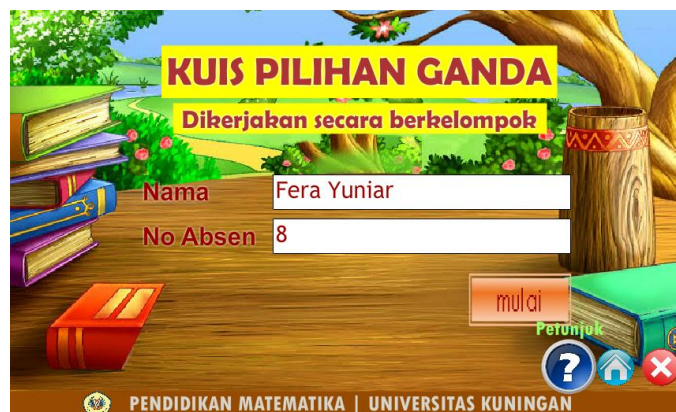 KUIS PILIHAN GANDA
Dikerjakan secara berkelompok
Nama Fera Yuniar
No Absen 8
mulai
Petunjuk
?
PENDIDIKAN MATEMATIKA | UNIVERSITAS KUNINGAN